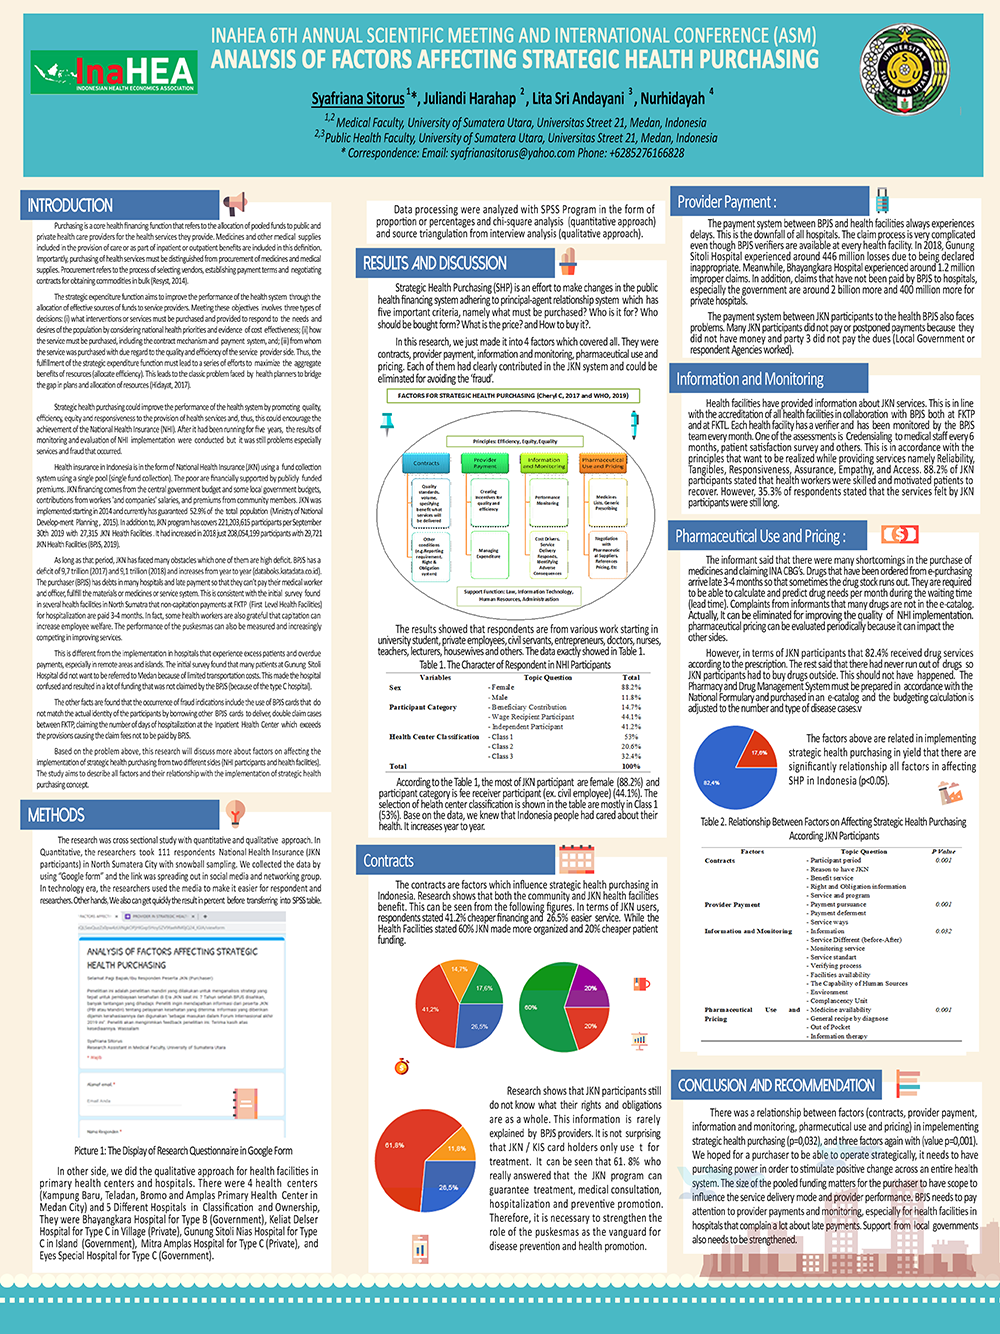 INAHEA 6TH ANNUAL SCIENTIFIC MEETING AND INTERNATIONAL CONFERENCE (ASM)
ANALYSIS OF FACTORS AFFECTING STRATEGIC HEALTH PURCHASING
InaHEA
INDONESIAN HEALTH ECONOMICS ASSOCIATION
Syafriana Sitorus 1*, Juliandi Harahap 2, Lita Sri Andayani 3, Nurhidayah 4
1,2 Medical Faculty, University of Sumatera Utara, Universitas Street 21, Medan, Indonesia
2,3 Public Health Faculty, University of Sumatera Utara, Universitas Street 21, Medan, Indonesia
* Correspondence: Email: syafrianasitorus@yahoo.com Phone: +6285276166828
INTRODUCTION
Purchasing is a core health financing function that refers to the allocation of pooled funds to public and
private health care providers for the health services they provide. Medicines and other medical supplies
included in the provision of care or as part of inpatient or outpatient benefits are included in this definition.
Importantly, purchasing of health services must be distinguished from procurement of medicines and medical
supplies. Procurement refers to the process of selecting vendors, establishing payment terms and negotiating
contracts for obtaining commodities in bulk (Resyst, 2014).
The strategic expenditure function aims to improve the performance of the health system through the
allocation of effective sources of funds to service providers. Meeting these objectives involves three types of
decisions: (i) what interventions or services must be purchased and provided to respond to the needs and
desires of the population by considering national health priorities and evidence of cost effectiveness; (ii) how
the service must be purchased, including the contract mechanism and payment system, and; (iii) from whom
the service was purchased with due regard to the quality and efficiency of the service provider side. Thus, the
fulfillment of the strategic expenditure function must lead to a series of efforts to maximize the aggregate
benefits of resources (allocate efficiency). This leads to the classic problem faced by health planners to bridge
the gap in plans and allocation of resources (Hidayat, 2017).
Strategic health purchasing could improve the performance of the health system by promoting quality,
efficiency, equity and responsiveness to the provision of health services and, thus, this could encourage the
achievement of the National Health Insurance (NHI). After it had been running for five years, the results of
monitoring and evaluation of NHI implementation were conducted but it was still problems especially
services and fraud that occurred.
Health insurance in Indonesia is in the form of National Health Insurance (JKN) using a fund collection
system using a single pool (single fund collection). The poor are financially supported by publicly funded
premiums. JKN financing comes from the central government budget and some local government budgets,
contributions from workers 'and companies' salaries, and premiums from community members. JKN was
implemented starting in 2014 and currently has guaranteed 52.9% of the total population (Ministry of National
Develop-ment Planning , 2015). In addition to, JKN program has covers 221,203,615 participants per September
30th 2019 with 27,315 JKN Health Facilities . It had increased in 2018 just 208,054,199 participants with 29,721
JKN Health Facilities (BPJS, 2019).
As long as that period, JKN has faced many obstacles which one of them are high deficit. BPJS has a
deficit of 9,7 trillion (2017) and 9,1 trillion (2018) and increases from year to year (databoks.katadata.co.id).
The purchaser (BPJS) has debts in many hospitals and late payment so that they can't pay their medical worker
and officer, fulfill the materials of medicines or service system. This is consistent with the initial survey found
in several health facilities in North Sumatra that non-capitation payments at FKTP (First Level Health Facilities)
for hospitalization are paid 3-4 months. In fact, some health workers are also grateful that capitation can
increase employee welfare. The performance of the puskesmas can also be measured and increasingly
competing in improving services.
This is different from the implementation in hospitals that experience excess patients and overdue
payments, especially in remote areas and islands. The initial survey found that many patients at Gunung Sitoli
Hospital did not want to be referred to Medan because of limited transportation costs. This made the hospital
confused and resulted in a lot of funding that was not claimed by the BPJS (because of the type C hospital).
The other facts are found that the occurrence of fraud indications include the use of BPJS cards that do
not match the actual identity of the participants by borrowing other BPJS cards to deliver, double claim cases
between FKTP, claiming the number of days of hospitalization at the Inpatient Health Center which exceeds
the provisions causing the claim fees not to be paid by BPJS.
Based on the problem above, this research will discuss more about factors on affecting the
implementation of strategic health purchasing from two different sides (NHI participants and health facilities).
The study aims to describe all factors and their relationship with the implementation of strategic health
purchasing concept.
METHODS
The research was cross sectional study with quantitative and qualitative approach. In
Quantitative, the researchers took 111 respondents National Health Insurance (JKN
participants) in North Sumatera City with snowball sampling. We collected the data by
using "Google form" and the link was spreading out in social media and networking group.
In technology era, the researchers used the media to make it easier for respondent and
researchers. Other hands, We also can get quickly the result in percent before transferring into SPSS table.
ANALYSIS OF FACTORS AFFECTING STRATEGIC
HEALTH PURCHASING
Syafriana Sitorus
Research Assistant in Medical Faculty, University of Sumatera Utara
Picture 1: The Display of Research Questionnaire in Google Form
In other side, we did the qualitative approach for health facilities in
primary health centers and hospitals. There were 4 health centers
(Kampung Baru, Teladan, Bromo and Amplas Primary Health Center in
Medan City) and 5 Different Hospitals in Classification and Ownership,
They were Bhayangkara Hospital for Type B (Government), Keliat Delser
Hospital for Type C in Village (Private), Gunung Sitoli Nias Hospital for Type
C in Island (Government), Mitra Amplas Hospital for Type C (Private), and
Eyes Special Hospital for Type C (Government).
Data processing were analyzed with SPSS Program in the form of
proportion or percentages and chi-square analysis (quantitative approach)
and source triangulation from interview analysis (qualitative approach).
RESULTS AND DISCUSSION
Strategic Health Purchasing (SHP) is an effort to make changes in the public
health financing system adhering to principal-agent relationship system which has
five important criteria, namely what must be purchased? Who is it for? Who
should be bought form? What is the price? and How to buy it?.
In this research, we just made it into 4 factors which covered all. They were
contracts, provider payment, information and monitoring, pharmaceutical use and
pricing. Each of them had clearly contributed in the JKN system and could be
eliminated for avoiding the 'fraud'.
FACTORS FOR STRATEGIC HEALTH PURCHASING (Cheryl C, 2017 and WHO, 2019)
Principles: Efficiency, Equity, Equality
Contracts
Provider Payment
Information and Monitoring
Pharmaceutical Use and Pricing
Quality standards, volume, specifying benefit what services will be delivered
Creating incentives for quality and efficiency
Performance Monitoring
Medicines Lists, Generic Prescribing
Other conditions (e.g. Reporting requirement, Right & Obligation system)
Managing Expenditure
Cost Drivers, Service Delivery Responds, Identifying Adverse Consequences
Negotiation with Pharmaceutical Suppliers References Pricing, Etc
Support Function: Law, Information Technology,
Human Resources, Administration
The results showed that respondents are from various work starting in
university student, private employees, civil servants, entrepreneurs, doctors, nurses,
teachers, lecturers, housewives and others. The data exactly showed in Table 1.
Table 1. The Character of Respondent in NHI Participants
Variables Topic Question Total
Sex - Female 88.2%
- Male 11.8%
Participant Category - Beneficiary Contribution 14.7%
- Wage Recipient Participant 44.1%
- Independent Participant 41.2%
Health Center Classification - Class 1 53%
- Class 2 20.6%
- Class 3 32.4%
Total 100%
According to the Table 1, the most of JKN participant are female (88.2%) and
participant category is fee receiver participant (ex. civil employee) (44.1%). The
selection of helath center classification is shown in the table are mostly in Class 1
(53%). Base on the data, we knew that Indonesia people had cared about their
health. It increases year to year.
Contracts
The contracts are factors which influence strategic health purchasing in
Indonesia. Research shows that both the community and JKN health facilities
benefit. This can be seen from the following figures. In terms of JKN users,
respondents stated 41.2% cheaper financing and 26.5% easier service. While the
Health Facilities stated 60% JKN made more organized and 20% cheaper patient
funding.
14,7%
17,6%
41,2%
26,5%
20%
60%
20%
61,8%
11,8%
26,5%
Research shows that JKN participants still
do not know what their rights and obligations
are as a whole. This information is rarely
explained by BPJS providers. It is not surprising
that JKN / KIS card holders only use t for
treatment. It can be seen that 61. 8% who
really answered that the JKN program can
guarantee treatment, medical consultation,
hospitalization and preventive promotion.
Therefore, it is necessary to strengthen the
role of the puskesmas as the vanguard for
disease prevention and health promotion.
Provider Payment :
The payment system between BPJS and health facilities always experiences
delays. This is the downfall of all hospitals. The claim process is very complicated
even though BPJS verifiers are available at every health facility. In 2018, Gunung
Sitoli Hospital experienced around 446 million losses due to being declared
inappropriate. Meanwhile, Bhayangkara Hospital experienced around 1.2 million
improper claims. In addition, claims that have not been paid by BPJS to hospitals,
especially the government are around 2 billion more and 400 million more for
private hospitals.
The payment system between JKN participants to the health BPJS also faces
problems. Many JKN participants did not pay or postponed payments because they
did not have money and party 3 did not pay the dues (Local Government or
respondent Agencies worked).
Information and Monitoring
Health facilities have provided information about JKN services. This is in line
with the accreditation of all health facilities in collaboration with BPJS both at FKTP
and at FKTL. Each health facility has a verifier and has been monitored by the BPJS
team every month. One of the assessments is Credensialing to medical staff every 6
months, patient satisfaction survey and others. This is in accordance with the
principles that want to be realized while providing services namely Reliability,
Tangibles, Responsiveness, Assurance, Empathy, and Access. 88.2% of JKN
participants stated that health workers were skilled and motivated patients to
recover. However, 35.3% of respondents stated that the services felt by JKN
participants were still long.
Pharmaceutical Use and Pricing :
The informant said that there were many shortcomings in the purchase of
medicines and claiming INA CBG's. Drugs that have been ordered from e-purchasing
arrive late 3-4 months so that sometimes the drug stock runs out. They are required
to be able to calculate and predict drug needs per month during the waiting time
(lead time). Complaints from informants that many drugs are not in the e-catalog.
Actually, It can be eliminated for improving the quality of NHI implementation.
pharmaceutical pricing can be evaluated periodically because it can impact the
other sides.
However, in terms of JKN participants that 82.4% received drug services
according to the prescription. The rest said that there had never run out of drugs so
JKN participants had to buy drugs outside. This should not have happened. The
Pharmacy and Drug Management System must be prepared in accordance with the
National Formulary and purchased in an e-catalog and the budgeting calculation is
adjusted to the number and type of disease cases.v
17,6%
82,4%
The factors above are related in implementing
strategic health purchasing in yield that there are
significantly relationship all factors in affecting
SHP in Indonesia (p<0.05).
Table 2. Relationship Between Factors on Affecting Strategic Health Purchasing
According JKN Participants
Factors Topic Question P Value
Contracts - Participant period 0.001
- Reason to have JKN
- Benefit service
- Right and Obligation information
- Service and program
Provider Payment - Payment pursuance 0.001
- Payment deferment
- Service ways
Information and Monitoring - Information 0.032
- Service Different (before-After)
- Monitoring service
- Service standart
- Verifying process
- Facilities availability
- The Capability of Human Sources
- Environment
- Complancency Unit
Pharmaceutical Use and Pricing - Medicine availability 0.001
- General recipe by diagnose
- Out of Pocket
- Information therapy
CONCLUSION AND RECOMMENDATION
There was a relationship between factors (contracts, provider payment,
information and monitoring, pharmecutical use and pricing) in implementing
strategic health purchasing (p=0,032), and three factors again with (value p=0,001).
We hoped for a purchaser to be able to operate strategically, it needs to have
purchasing power in order to stimulate positive change across an entire health
system. The size of the pooled funding matters for the purchaser to have scope to
influence the service delivery mode and provider performance. BPJS needs to pay
attention to provider payments and monitoring, especially for health facilities in
hospitals that complain a lot about late payments. Support from local governments
also needs to be strengthened.